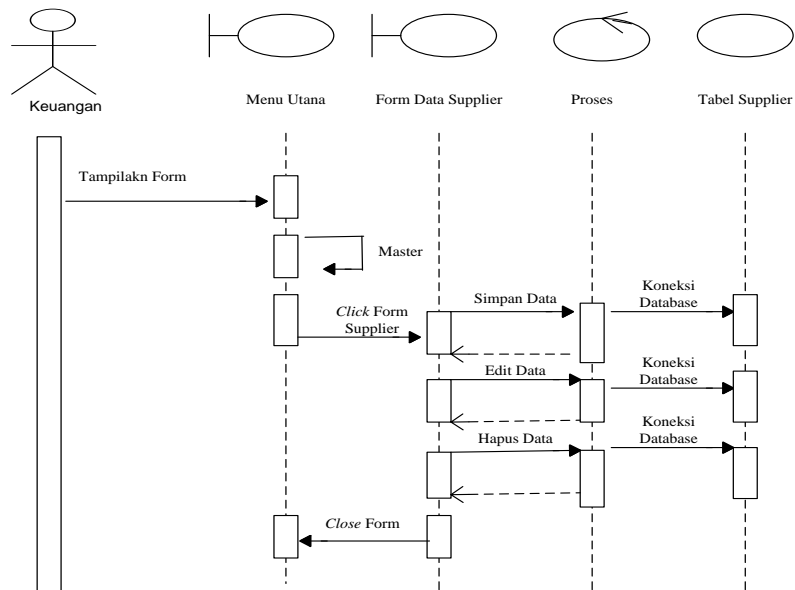 Keuangan
Menu Utana
Form Data Supplier
Proses
Tabel Supplier
Tampilakn Form
Master
Click Form
Supplier
Simpan Data
Koneksi
Database
Edit Data
Koneksi
Database
Hapus Data
Koneksi
Database
Close Form